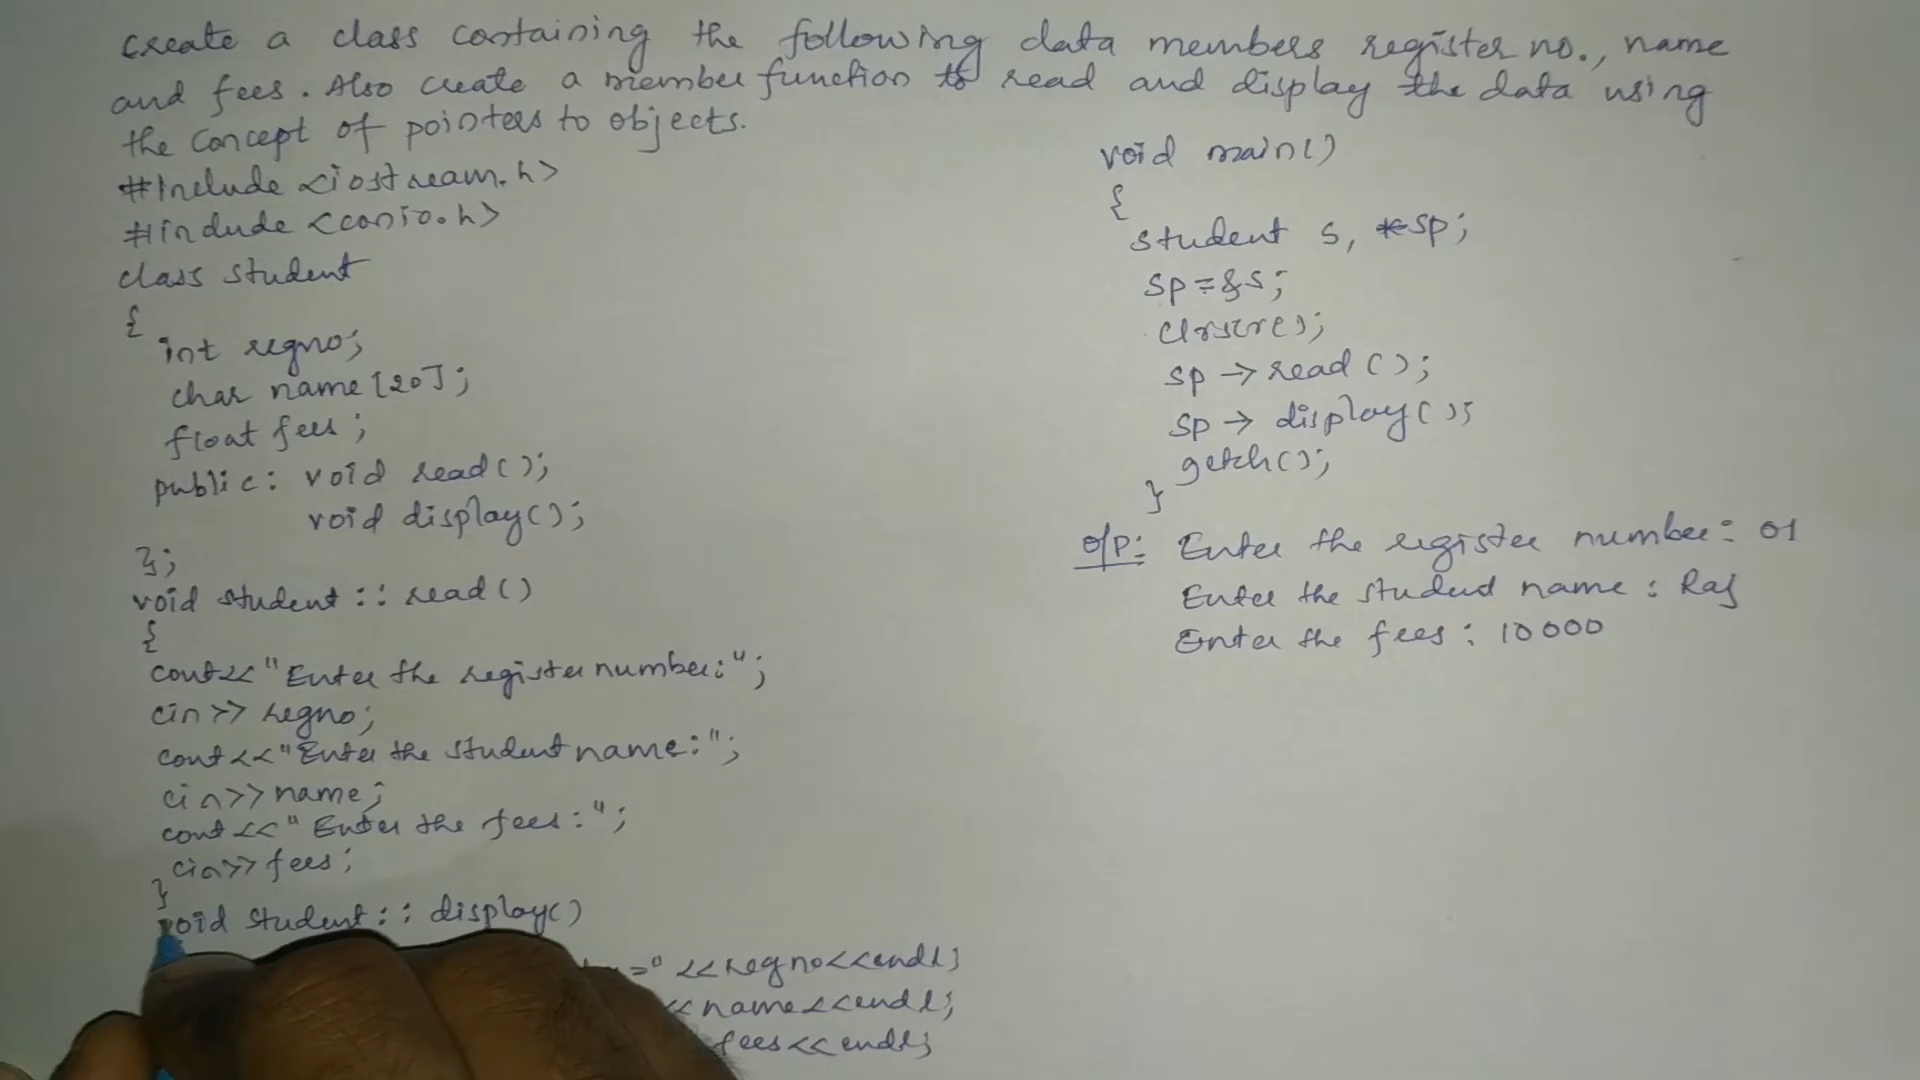 Create a class containing the following data members register no., name
and fees. Also create a member function to read and display the data using
the concept of pointers to objects.
#Include <iostream.h>
#include <conio.h>
class student
{
int regno;
char name[20];
float fees;
public: void read();
void display();
};
void student :: read()
{
cout<<"Enter the register number:";
cin>> regno;
cout<<"Enter the student name:";
cin>>name;
cout<<"Enter the fees:";
cin>>fees;
}
void student :: display()
="<<regno<<endl;
<<name<<endl;
fees<<endl;
void main()
{
student s, *sp;
sp=&s;
clrscr();
sp->read();
sp->display();
getch();
}
o/p: Enter the register number: 01
Enter the student name: Raj
Enter the fees: 10000